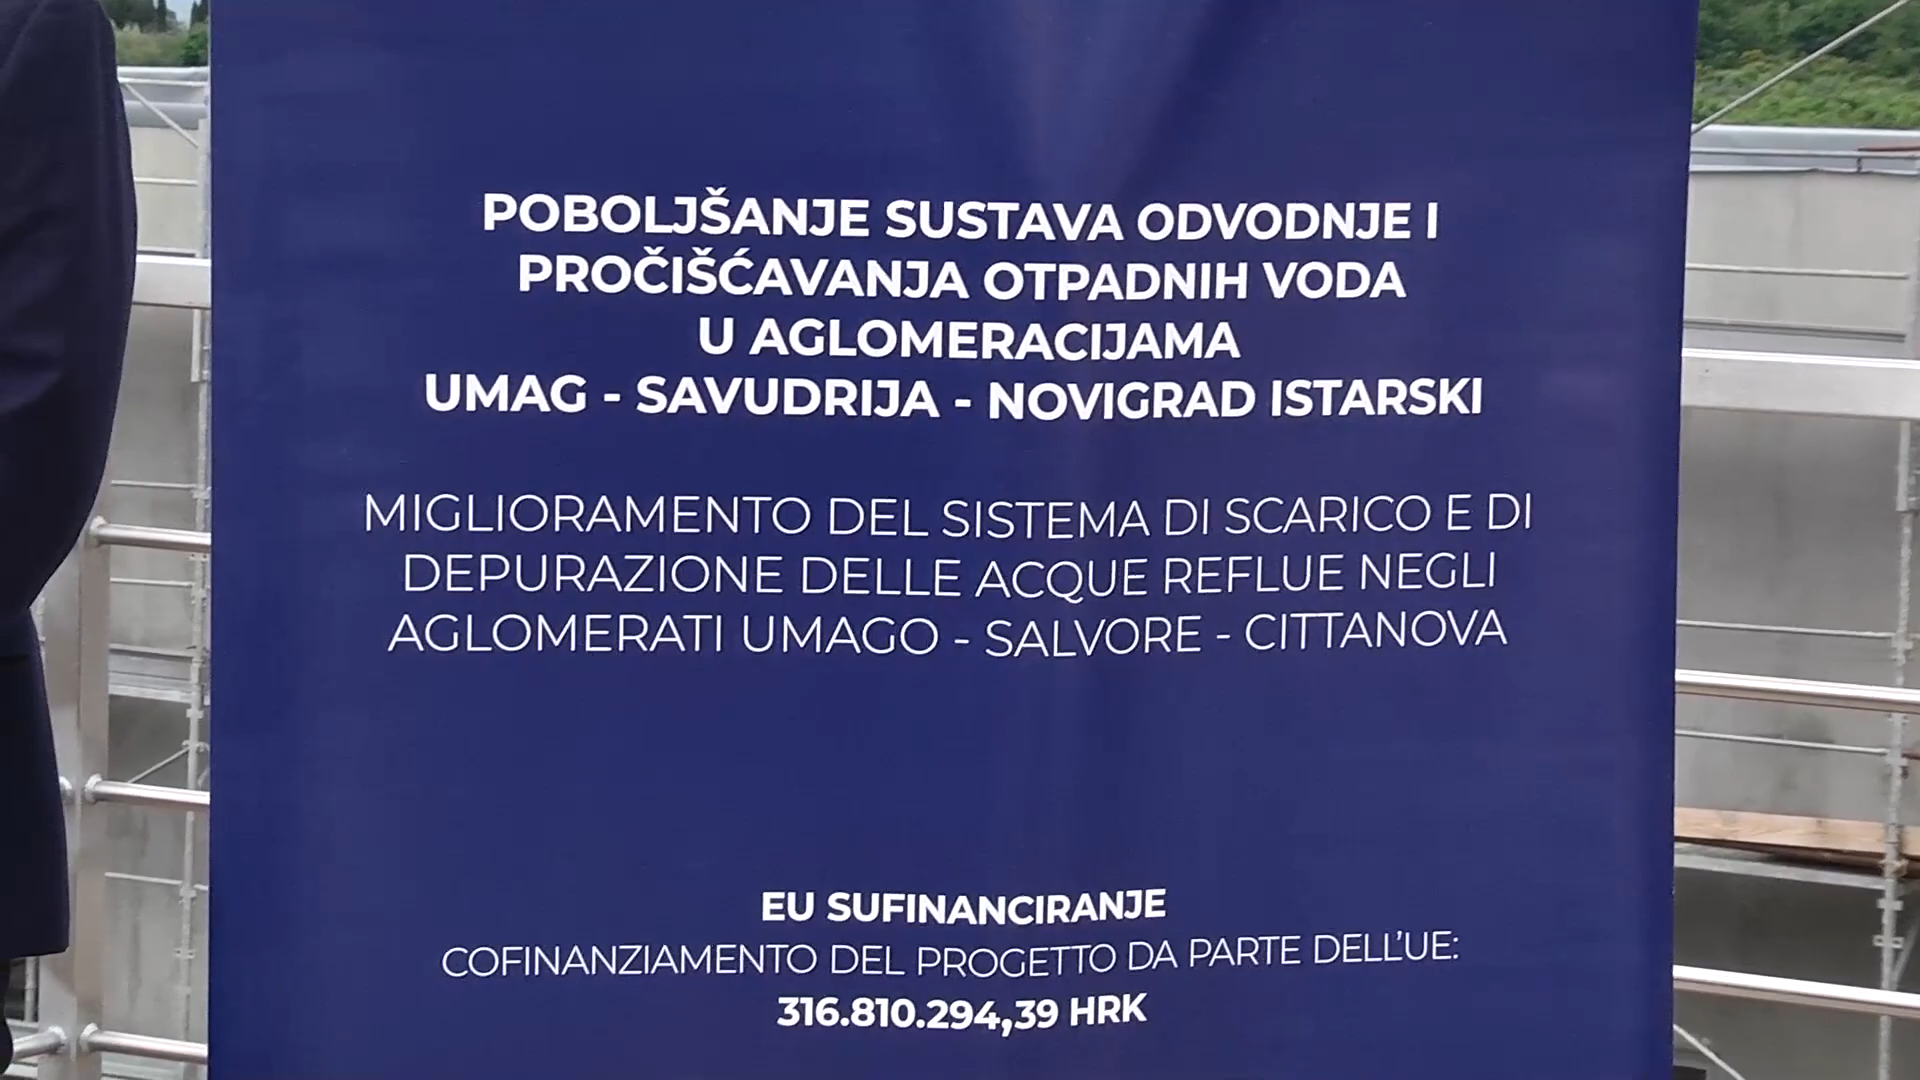 POBOLJŠANJE SUSTAVA ODVODNJE I
PROČIŠĆAVANJA OTPADNIH VODA
U AGLOMERACIJAMA
UMAG - SAVUDRIJA - NOVIGRAD ISTARSKI
MIGLIORAMENTO DEL SISTEMA DI SCARICO E DI
DEPURAZIONE DELLE ACQUE REFLUE NEGLI
AGLOMERATI UMAGO - SALVORE - CITTANOVA
EU SUFINANCIRANJE
COFINANZIAMENTO DEL PROGETTO DA PARTE DELL'UE:
316.810.294,39 HRK